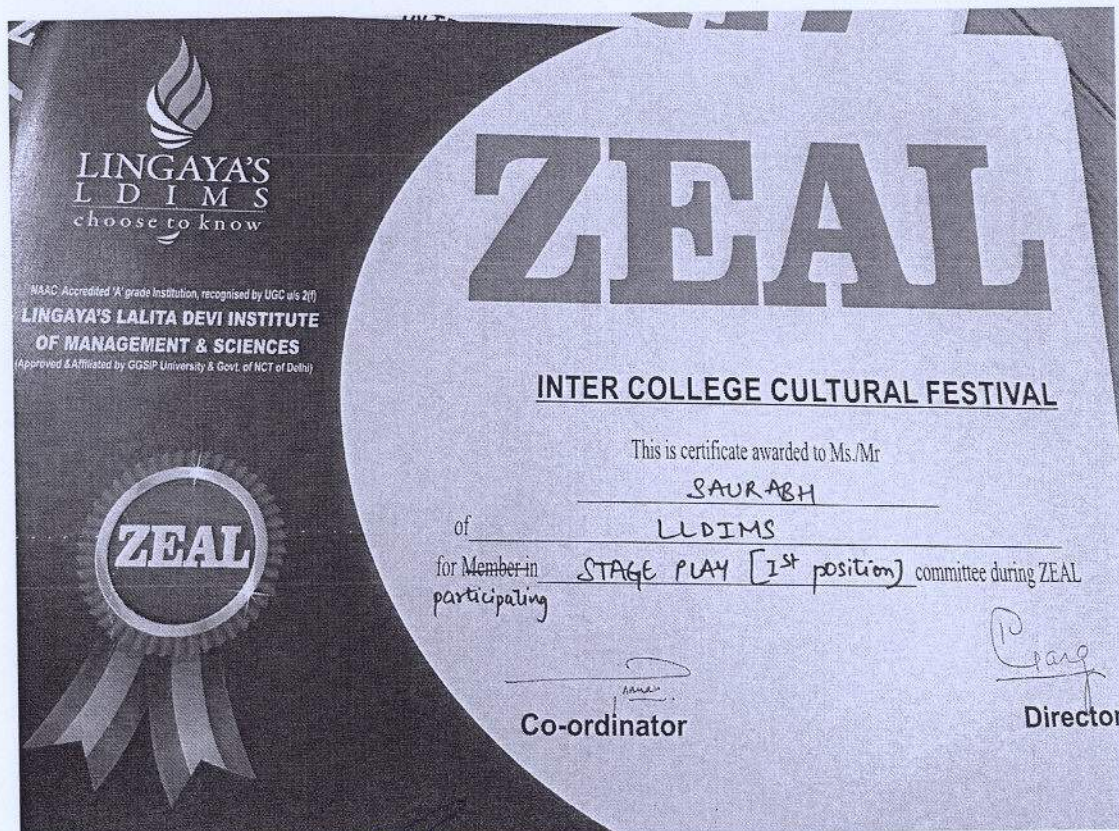 LINGAYA'S
L D I M S
choose to know
NAAC Accredited 'A' grade Institution, recognised by UGC u/s 2(f)
LINGAYA'S LALITA DEVI INSTITUTE
OF MANAGEMENT & SCIENCES
(Approved & Affiliated by GGSIP University & Govt. of NCT of Delhi)
ZEAL
ZEAL
INTER COLLEGE CULTURAL FESTIVAL
This is certificate awarded to Ms./Mr
SAURABH
of LLDIMS
for Member in STAGE PLAY [1st position] committee during ZEAL
participating
Co-ordinator
Director